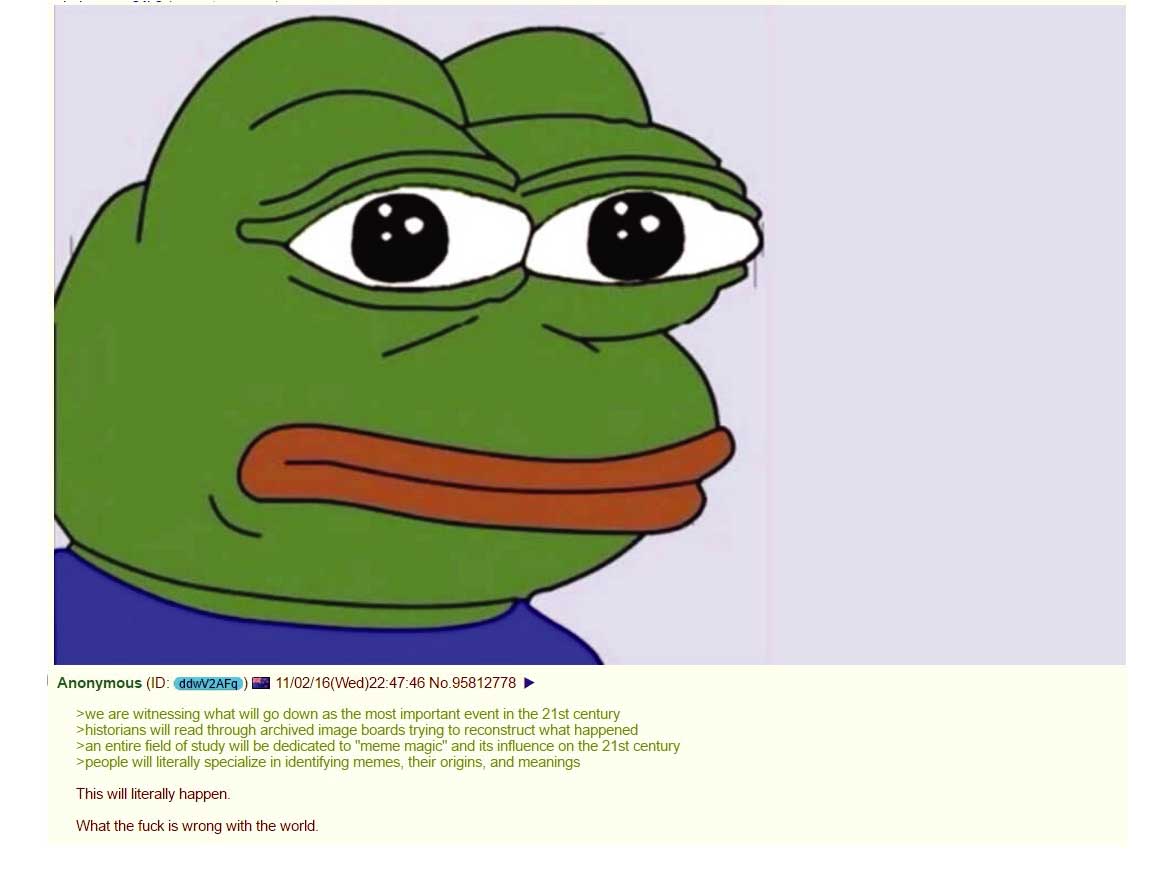 Anonymous (ID: ddwV2AFq) 11/02/16(Wed)22:47:46 No.95812778 ▶
>we are witnessing what will go down as the most important event in the 21st century
>historians will read through archived image boards trying to reconstruct what happened
>an entire field of study will be dedicated to "meme magic" and its influence on the 21st century
>people will literally specialize in identifying memes, their origins, and meanings
This will literally happen.
What the fuck is wrong with the world.